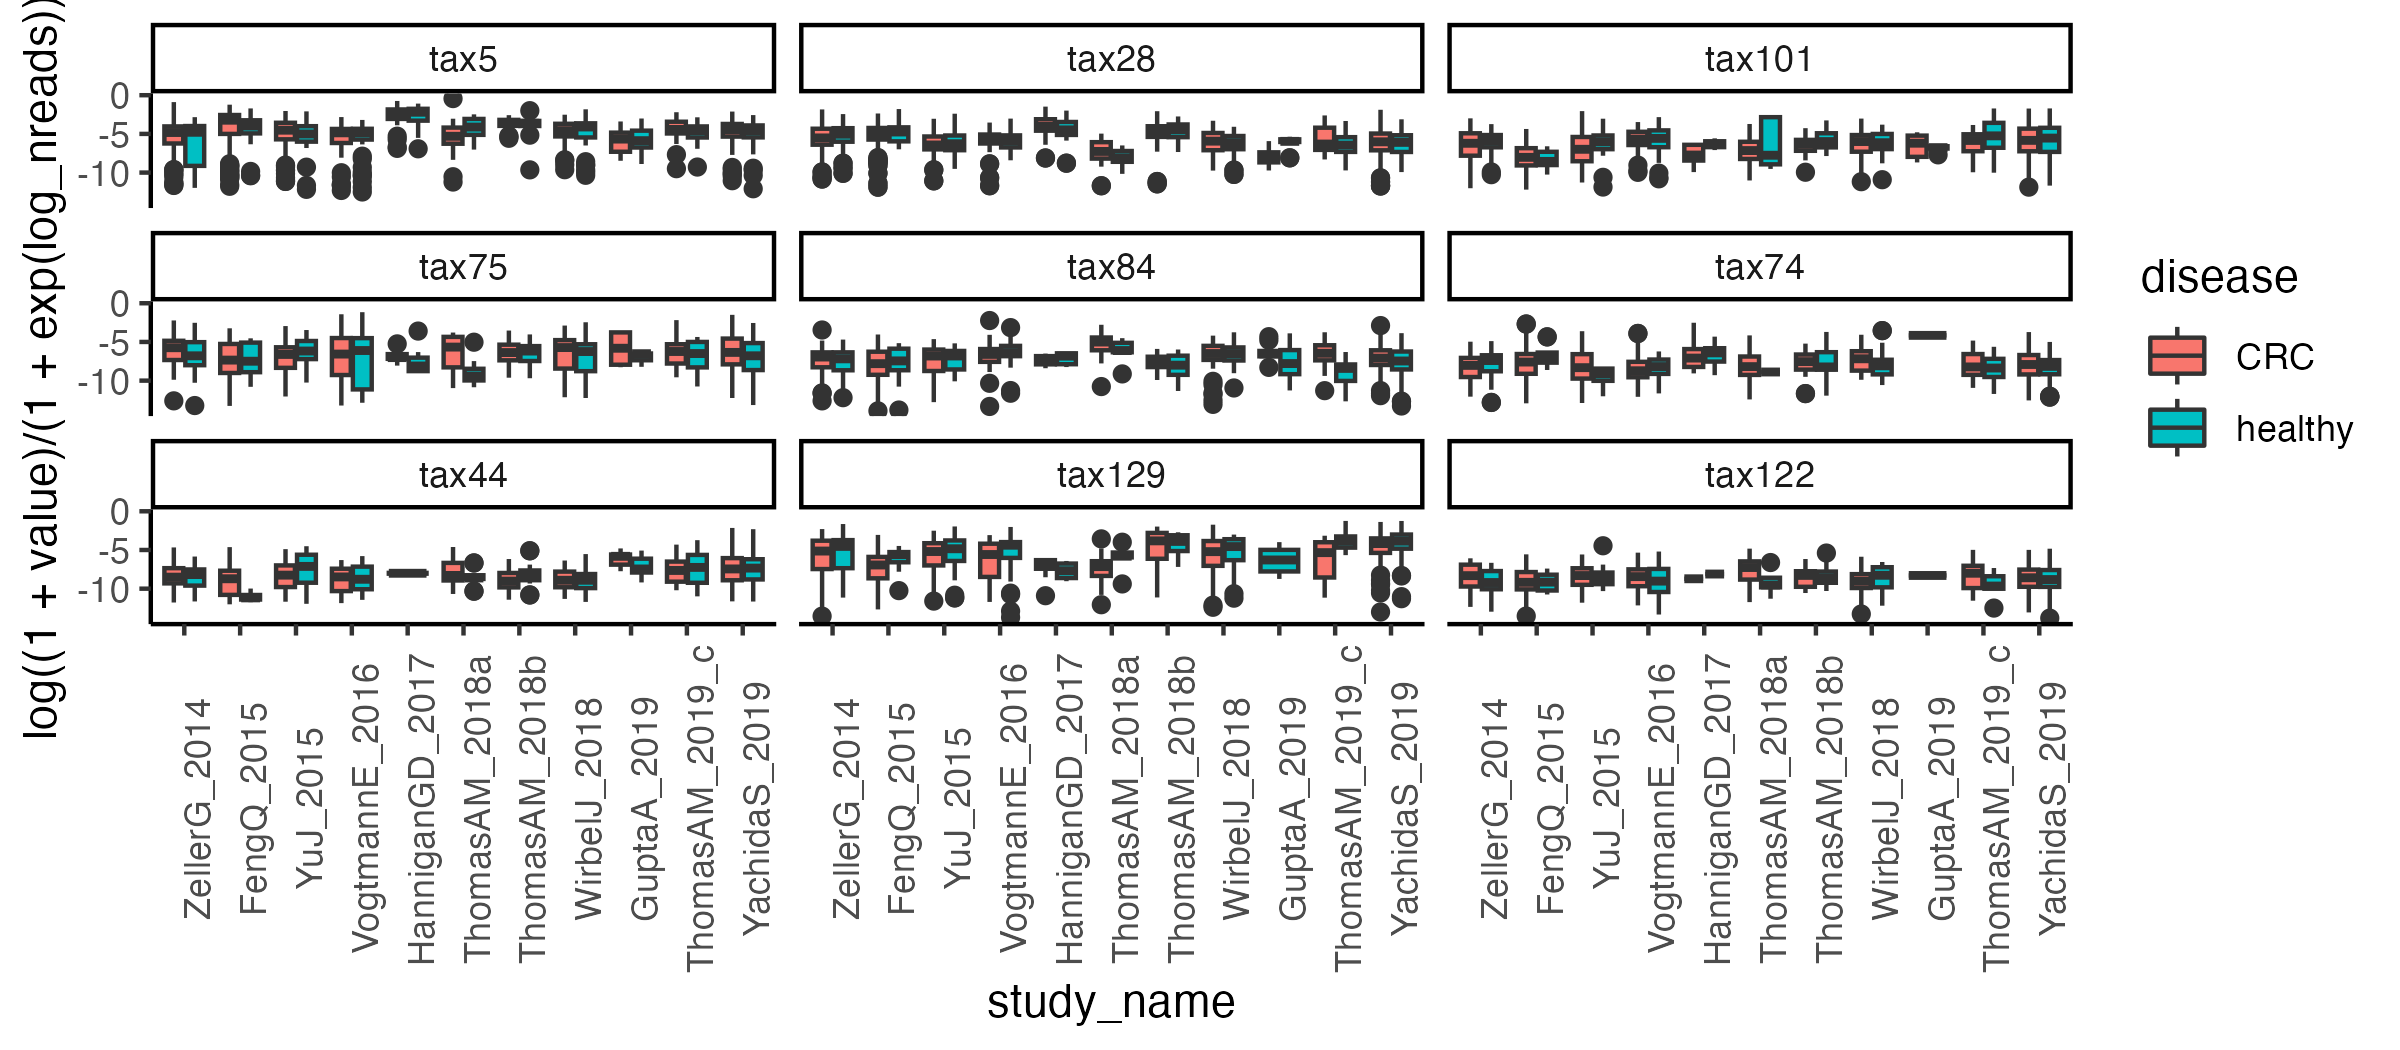 log((1 + value)/(1 + exp(log_nreads))
tax5
tax28
tax101
0
-5
-10
tax75
tax84
tax74
0
-5
-10
tax44
tax129
tax122
0
-5
-10
ZellerG_2014
FengQ_2015
YuJ_2015
VogtmannE_2016
HanniganGD_2017
ThomasAM_2018a
ThomasAM_2018b
WirbelJ_2018
GuptaA_2019
ThomasAM_2019_c
YachidaS_2019
ZellerG_2014
FengQ_2015
YuJ_2015
VogtmannE_2016
HanniganGD_2017
ThomasAM_2018a
ThomasAM_2018b
WirbelJ_2018
GuptaA_2019
ThomasAM_2019_c
YachidaS_2019
ZellerG_2014
FengQ_2015
YuJ_2015
VogtmannE_2016
HanniganGD_2017
ThomasAM_2018a
ThomasAM_2018b
WirbelJ_2018
GuptaA_2019
ThomasAM_2019_c
YachidaS_2019
study_name
disease
CRC
healthy